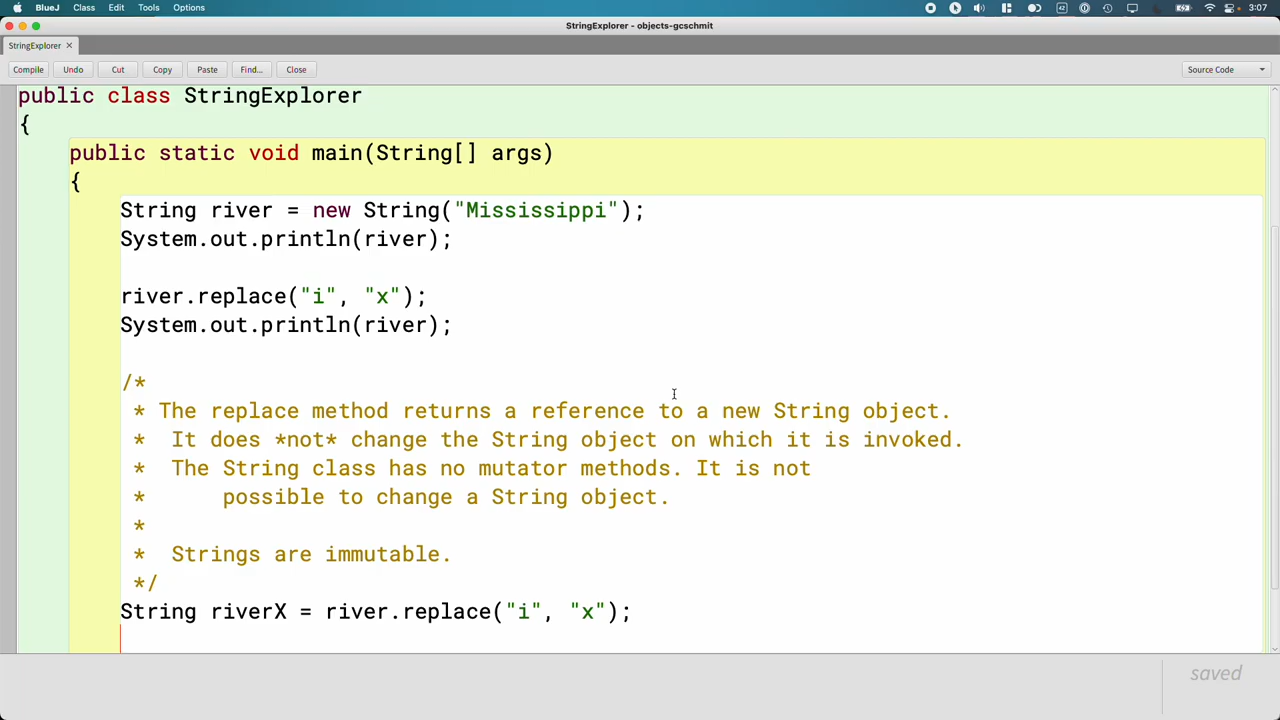 BlueJ Class Edit Tools Options 42 3:07
StringExplorer - objects-gcschmit
StringExplorer ×
Compile Undo Cut Copy Paste Find... Close Source Code
public class StringExplorer
{
public static void main(String[] args)
{
String river = new String("Mississippi");
System.out.println(river);
river.replace("i", "x");
System.out.println(river);
/*
* The replace method returns a reference to a new String object.
* It does *not* change the String object on which it is invoked.
* The String class has no mutator methods. It is not
* possible to change a String object.
*
* Strings are immutable.
*/
String riverX = river.replace("i", "x");
saved